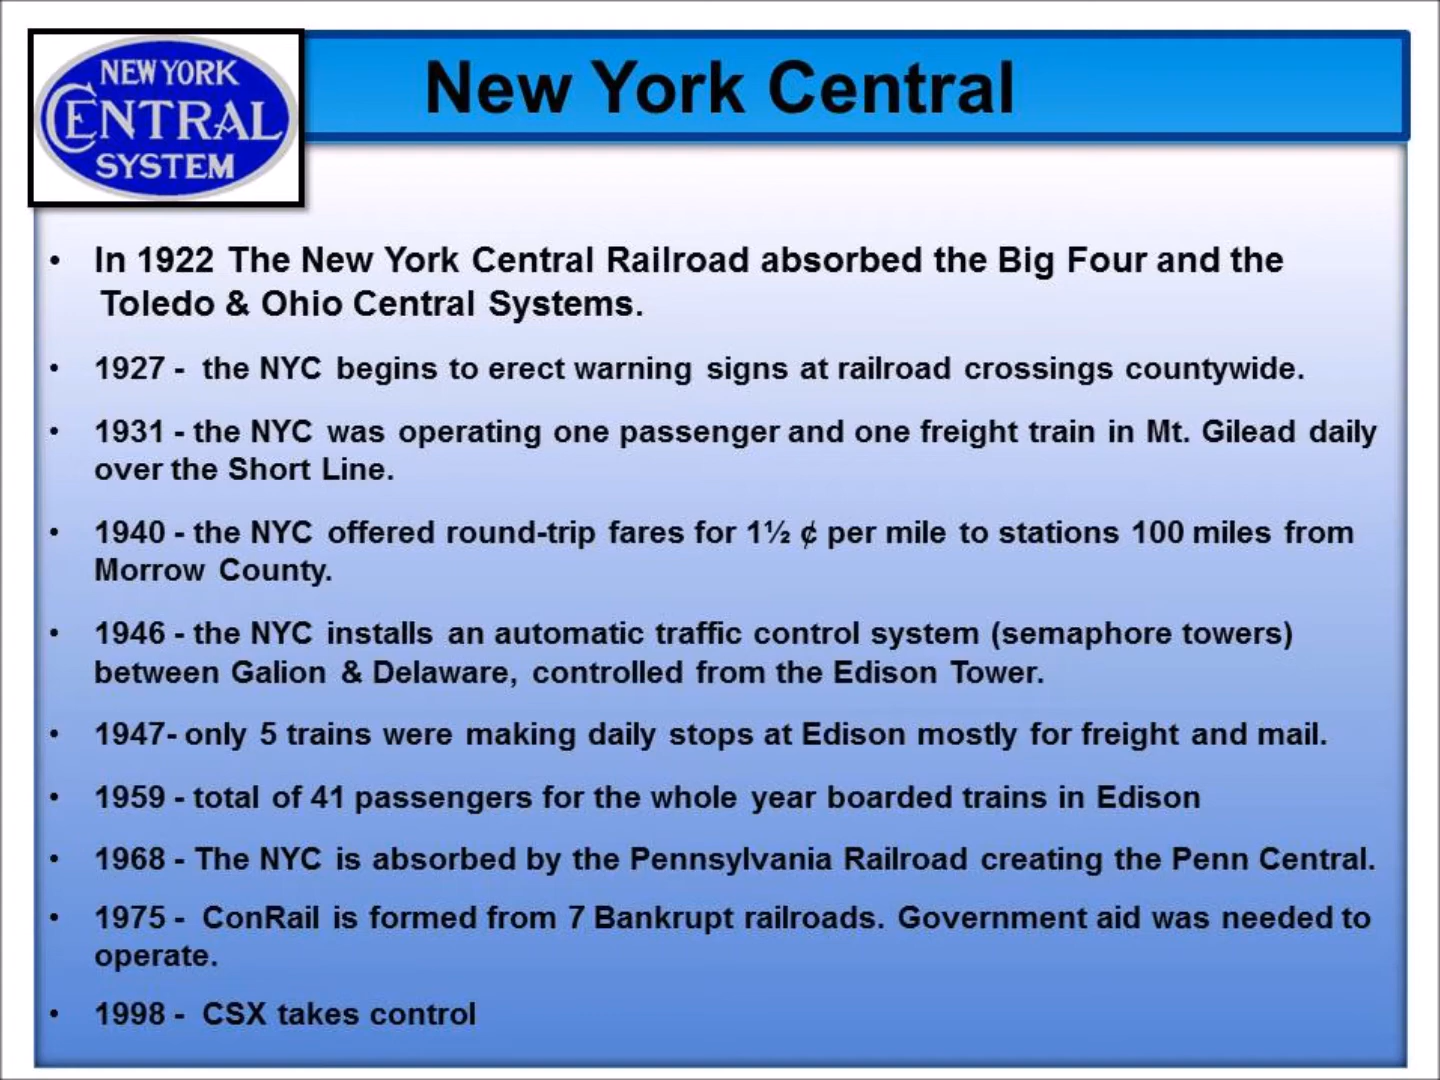 NEW YORK
CENTRAL
SYSTEM
New York Central
• In 1922 The New York Central Railroad absorbed the Big Four and the
Toledo & Ohio Central Systems.
• 1927 - the NYC begins to erect warning signs at railroad crossings countywide.
• 1931 - the NYC was operating one passenger and one freight train in Mt. Gilead daily
over the Short Line.
• 1940 - the NYC offered round-trip fares for 1½ ¢ per mile to stations 100 miles from
Morrow County.
• 1946 - the NYC installs an automatic traffic control system (semaphore towers)
between Galion & Delaware, controlled from the Edison Tower.
• 1947- only 5 trains were making daily stops at Edison mostly for freight and mail.
• 1959 - total of 41 passengers for the whole year boarded trains in Edison
• 1968 - The NYC is absorbed by the Pennsylvania Railroad creating the Penn Central.
• 1975 - ConRail is formed from 7 Bankrupt railroads. Government aid was needed to
operate.
• 1998 - CSX takes control